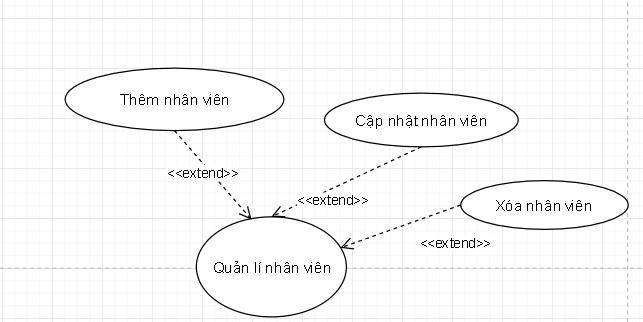 Thêm nhân viên
Cập nhật nhân viên
<<extend>>
<<extend>>
Xóa nhân viên
<<extend>>
Quản lí nhân viên